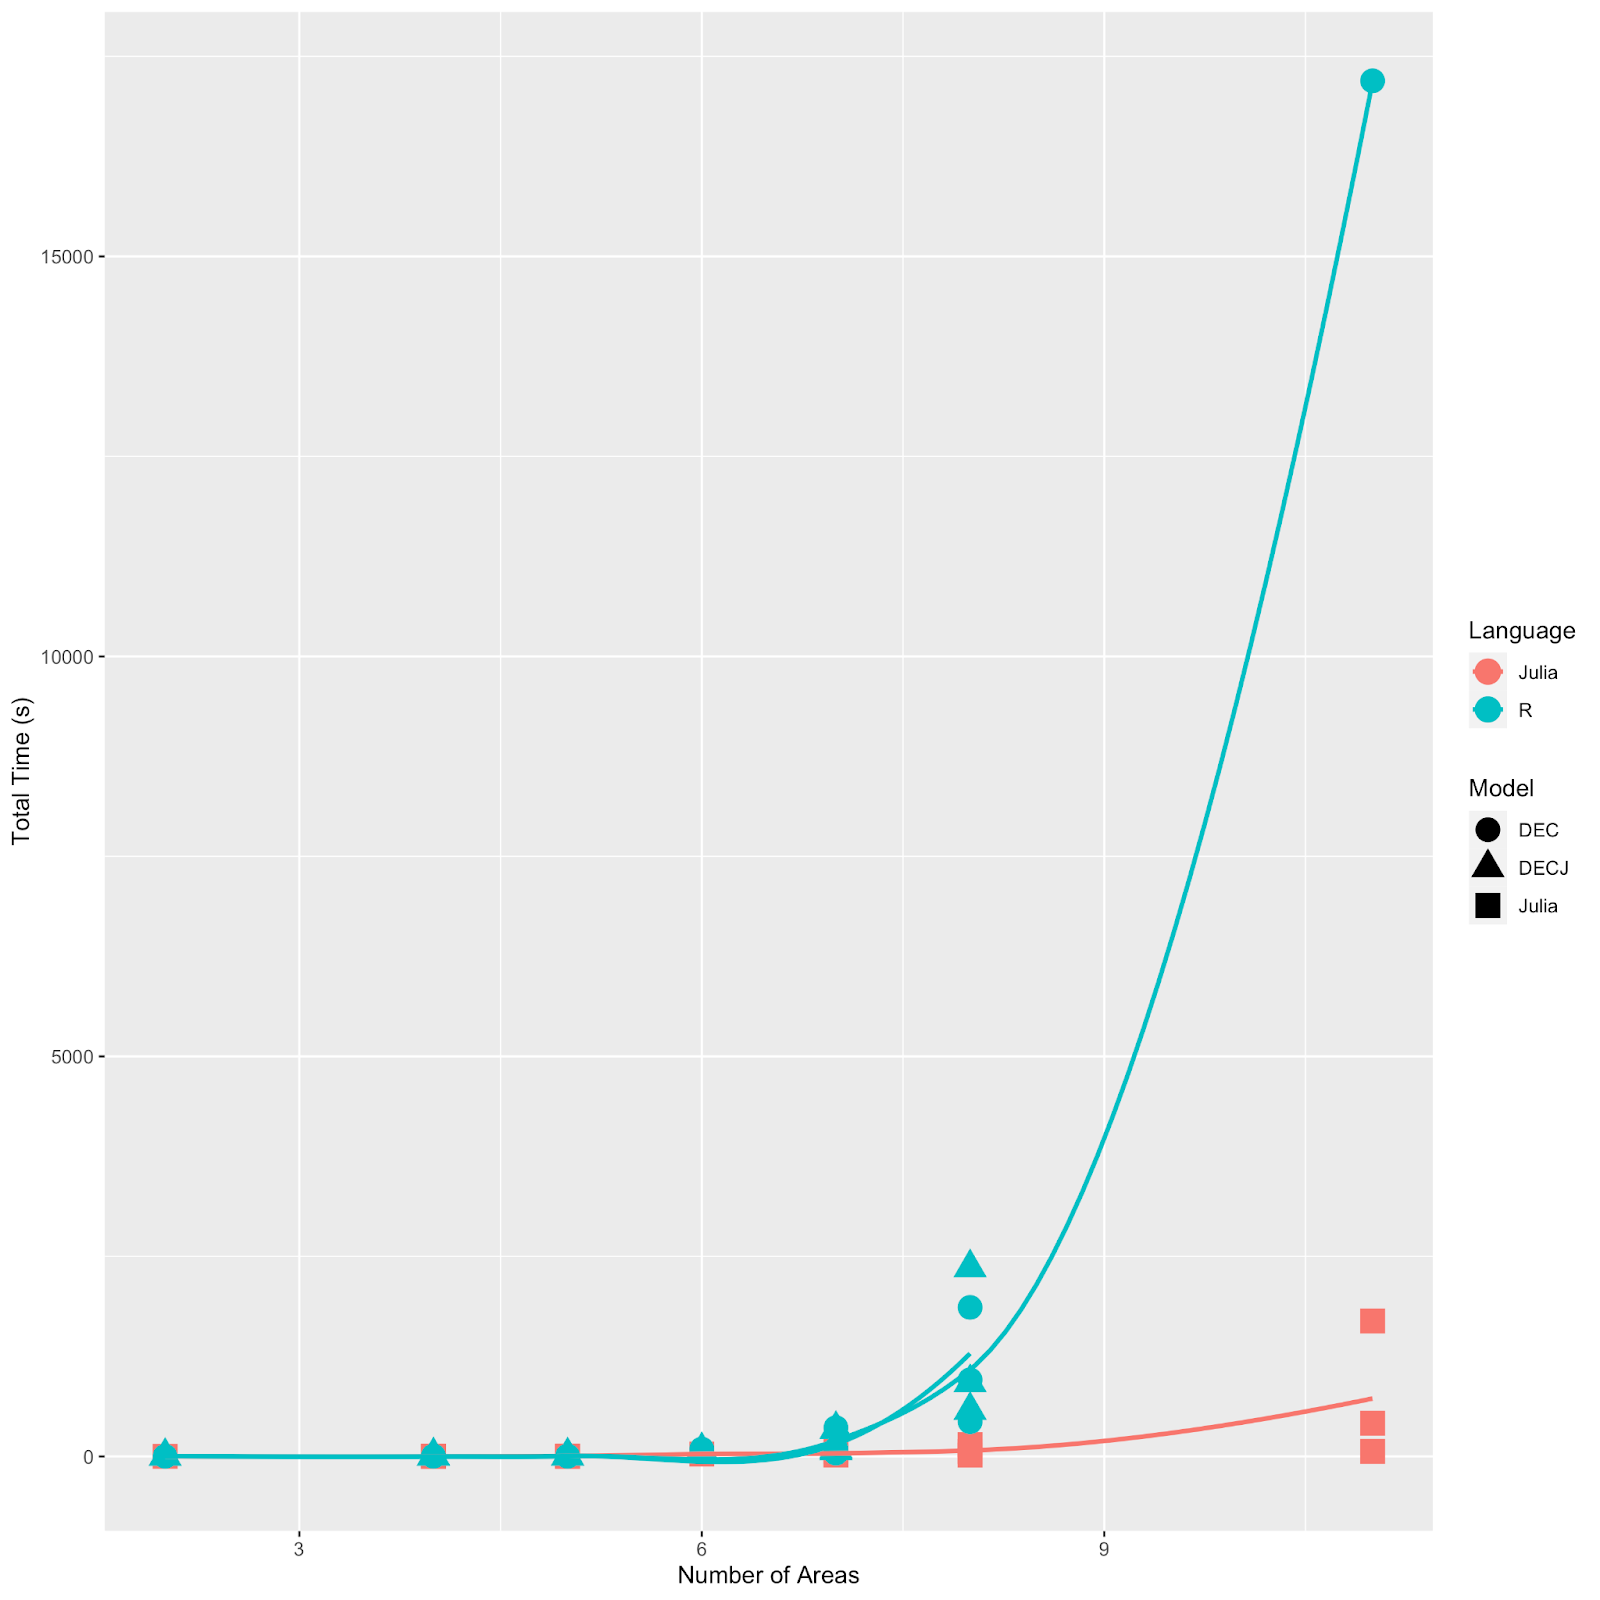 15000
10000
5000
0
Total Time (s)
3 6 9
Number of Areas
Language
Julia
R
Model
DEC
DECJ
Julia